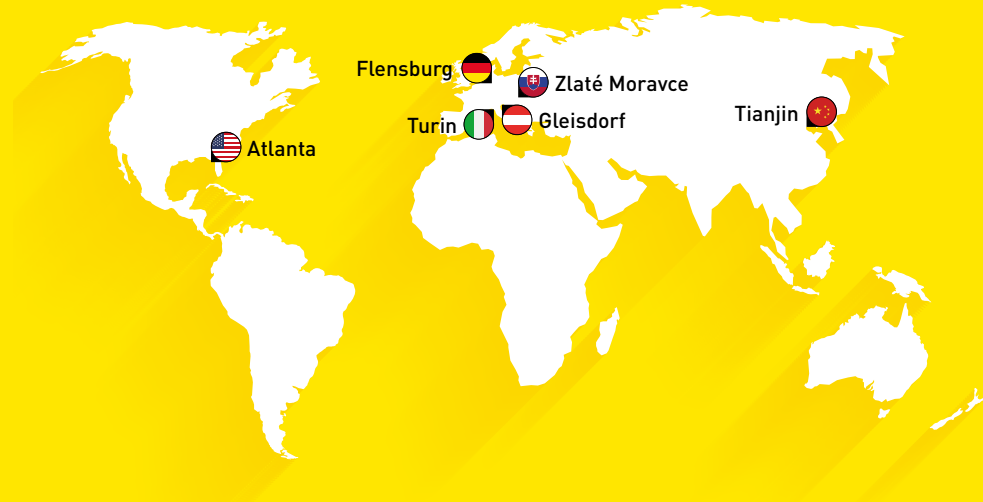 Flensburg
Zlaté Moravce
Tianjin
Turin
Gleisdorf
Atlanta